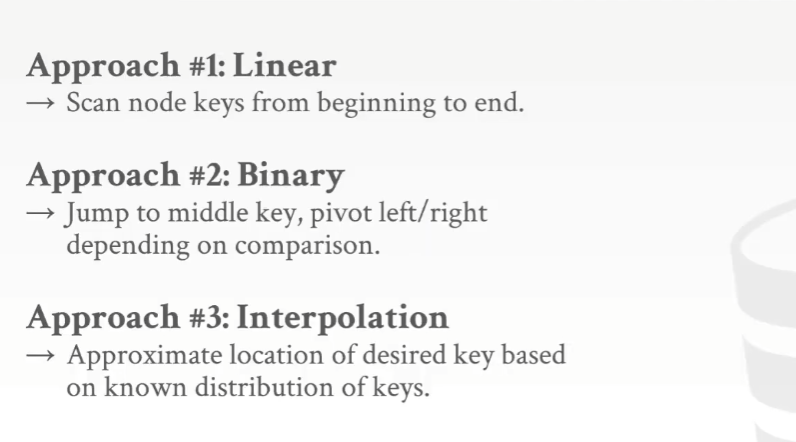 Approach #1: Linear
→ Scan node keys from beginning to end.
Approach #2: Binary
→ Jump to middle key, pivot left/right
depending on comparison.
Approach #3: Interpolation
→ Approximate location of desired key based
on known distribution of keys.